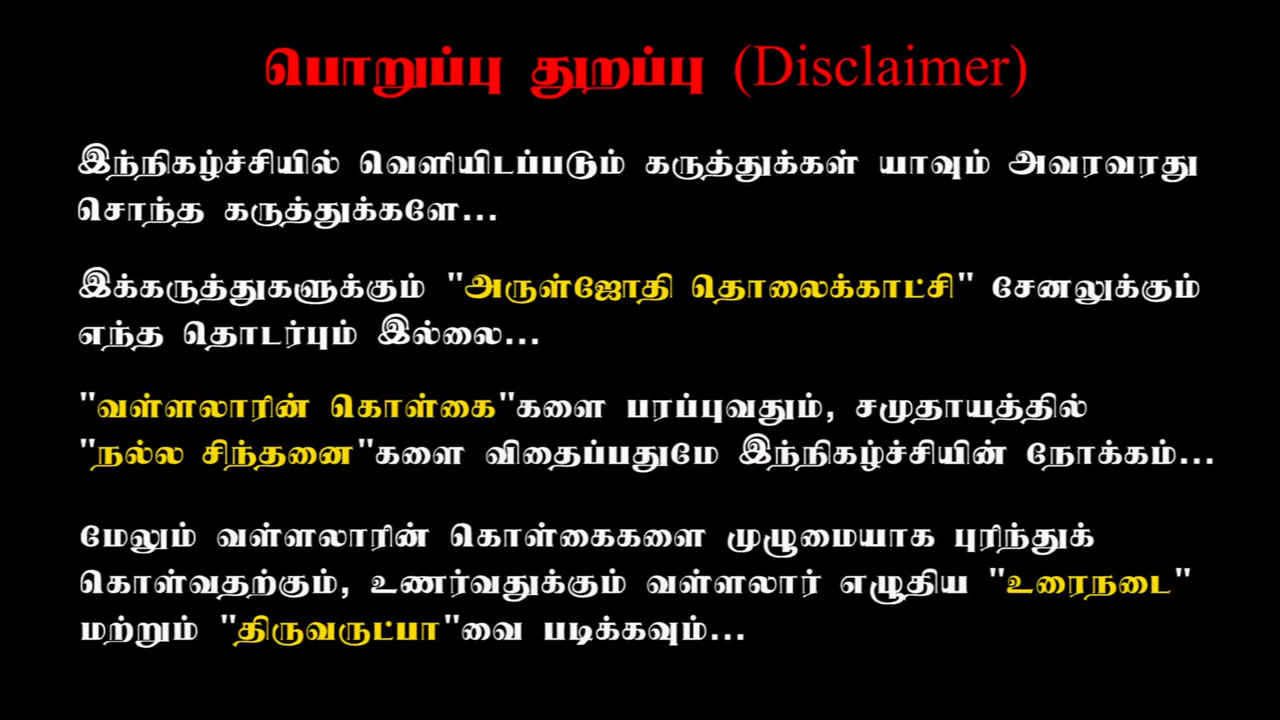 பொறுப்பு துறப்பு (Disclaimer)
இந்நிகழ்ச்சியில் வெளியிடப்படும் கருத்துக்கள் யாவும் அவரவரது
சொந்த கருத்துக்களே...
இக்கருத்துகளுக்கும் "அருள்ஜோதி தொலைக்காட்சி" சேனலுக்கும்
எந்த தொடர்பும் இல்லை...
"வள்ளலாரின் கொள்கை"களை பரப்புவதும், சமுதாயத்தில்
"நல்ல சிந்தனை"களை விதைப்பதுமே இந்நிகழ்ச்சியின் நோக்கம்...
மேலும் வள்ளலாரின் கொள்கைகளை முழுமையாக புரிந்துக்
கொள்வதற்கும், உணர்வதுக்கும் வள்ளலார் எழுதிய "உரைநடை"
மற்றும் "திருவருட்பா"வை படிக்கவும்...